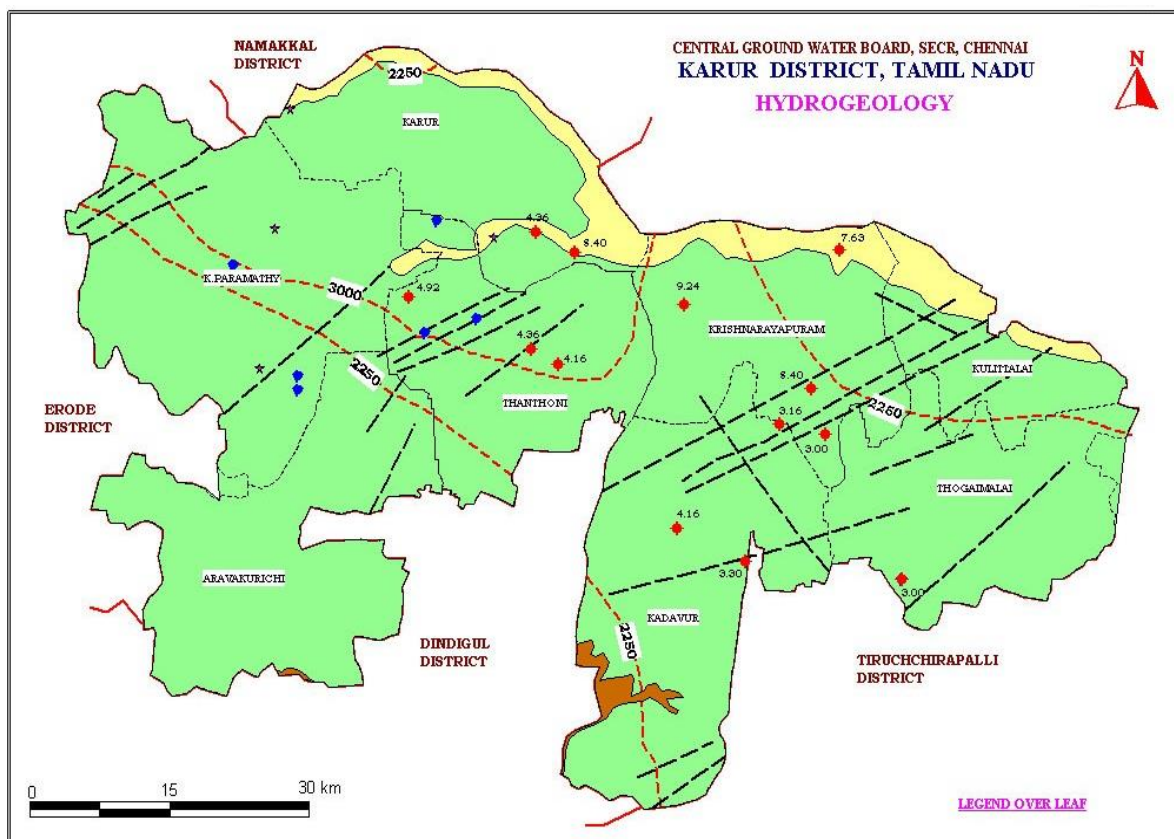 CENTRAL GROUND WATER BOARD, SECR, CHENNAI
KARUR DISTRICT, TAMIL NADU
HYDROGEOLOGY
N
NAMAKKAL
DISTRICT
2250
KARUR
4.36
8.40
7.63
K.PARAMATHY
3000
4.92
9.24
KRISHNARAYAPURAM
4.36
4.16
2250
THANTHONI
8.40
KULITTALAI
ERODE
DISTRICT
3.16
2250
3.00
THOGAIMALAI
4.16
ARAVAKURICHI
3.30
3.00
KADAVUR
2250
DINDIGUL
DISTRICT
TIRUCHCHIRAPALLI
DISTRICT
0 15 30 km
LEGEND OVER LEAF